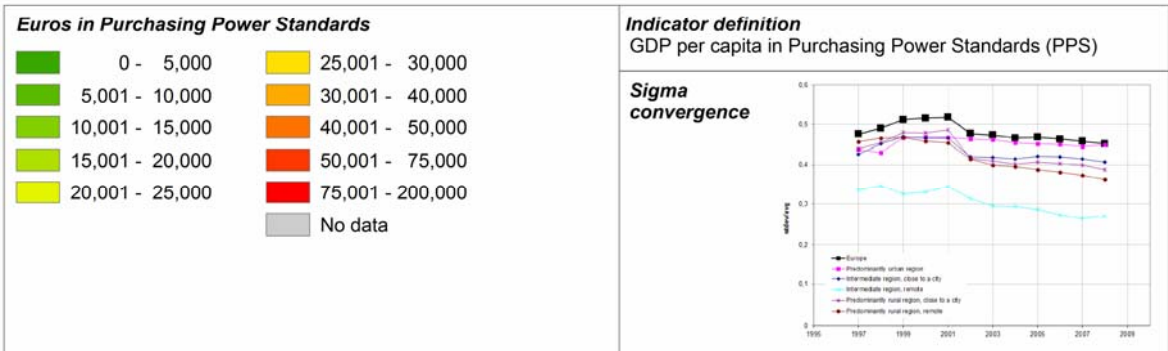 Euros in Purchasing Power Standards
0 - 5,000
5,001 - 10,000
10,001 - 15,000
15,001 - 20,000
20,001 - 25,000
25,001 - 30,000
30,001 - 40,000
40,001 - 50,000
50,001 - 75,000
75,001 - 200,000
No data
Indicator definition
GDP per capita in Purchasing Power Standards (PPS)
Sigma
convergence
0,6
0,5
0,4
0,3
0,2
0,1
0
stdev/avg
Europe
Predominantly urban region
Intermediate region, close to a city
Intermediate region, remote
Predominantly rural region, close to a city
Predominantly rural region, remote
1995 1997 1999 2001 2003 2005 2007 2009